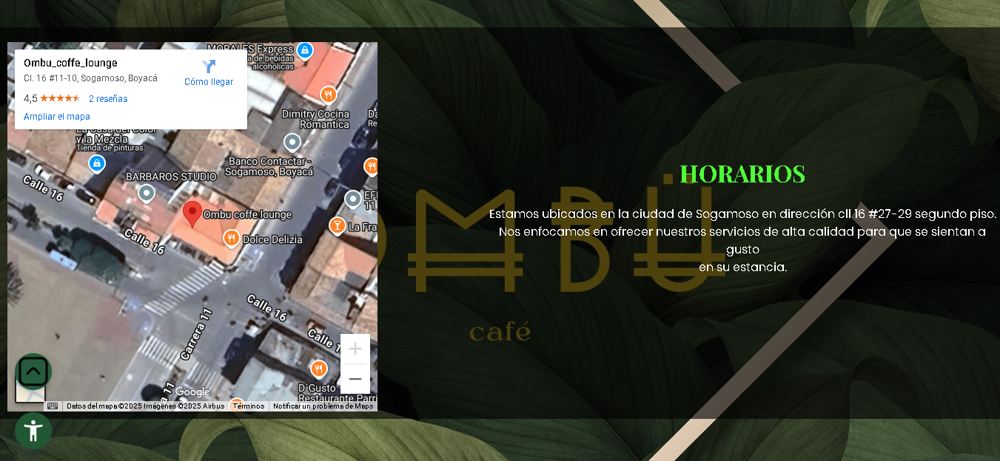 MORALES Express
a de bebidas
alcohólicas
Ombu_coffe_lounge
Cl. 16 #11-10, Sogamoso, Boyacá
Cómo llegar
4,5
2 reseñas
Ampliar el mapa
Dimitry Cocina
Romantica
La Casa del Color
y la Mezcla
Tienda de pinturas
Banco Contactar -
Sogamoso, Boyacá
BARBAROS STUDIO
Calle 16
Ombu coffe lounge
La Fra
Dolce Delizia
Calle 16
Calle 16
Carrera 11
Calle 1
D´Gusto
Restaurante Parri
a 11
Google
Datos del mapa ©2025 Imágenes ©2025 Airbus
Términos
Notificar un problema de Maps
HORARIOS
Estamos ubicados en la ciudad de Sogamoso en dirección cll 16 #27-29 segundo piso.
Nos enfocamos en ofrecer nuestros servicios de alta calidad para que se sientan a
gusto
en su estancia.
OMBÜ
café